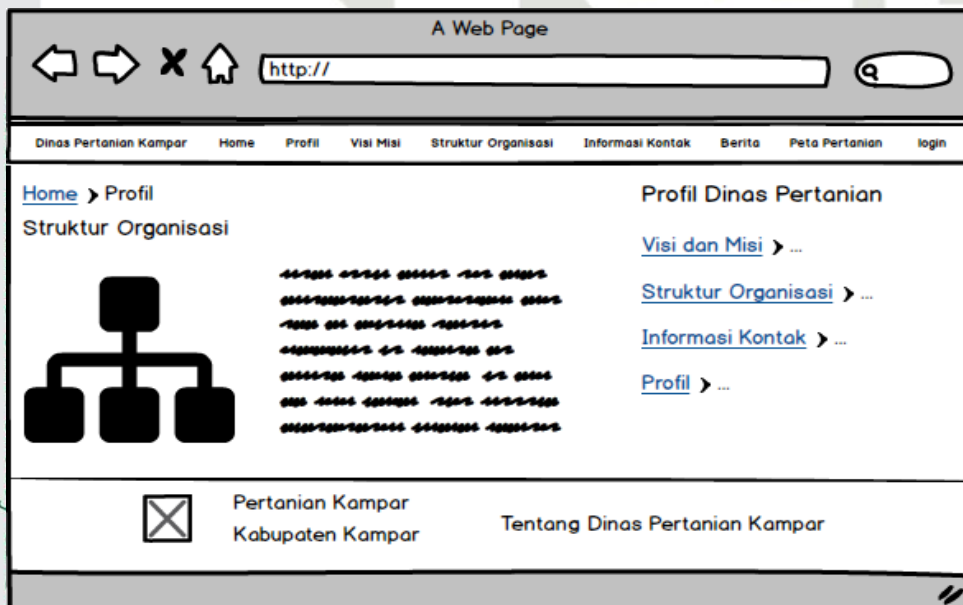 A Web Page
http://
Dinas Pertanian Kampar Home Profil Visi Misi Struktur Organisasi Informasi Kontak Berita Peta Pertanian login
Home > Profil
Struktur Organisasi
Profil Dinas Pertanian
Visi dan Misi > ...
Struktur Organisasi > ...
Informasi Kontak > ...
Profil > ...
Pertanian Kampar
Kabupaten Kampar
Tentang Dinas Pertanian Kampar